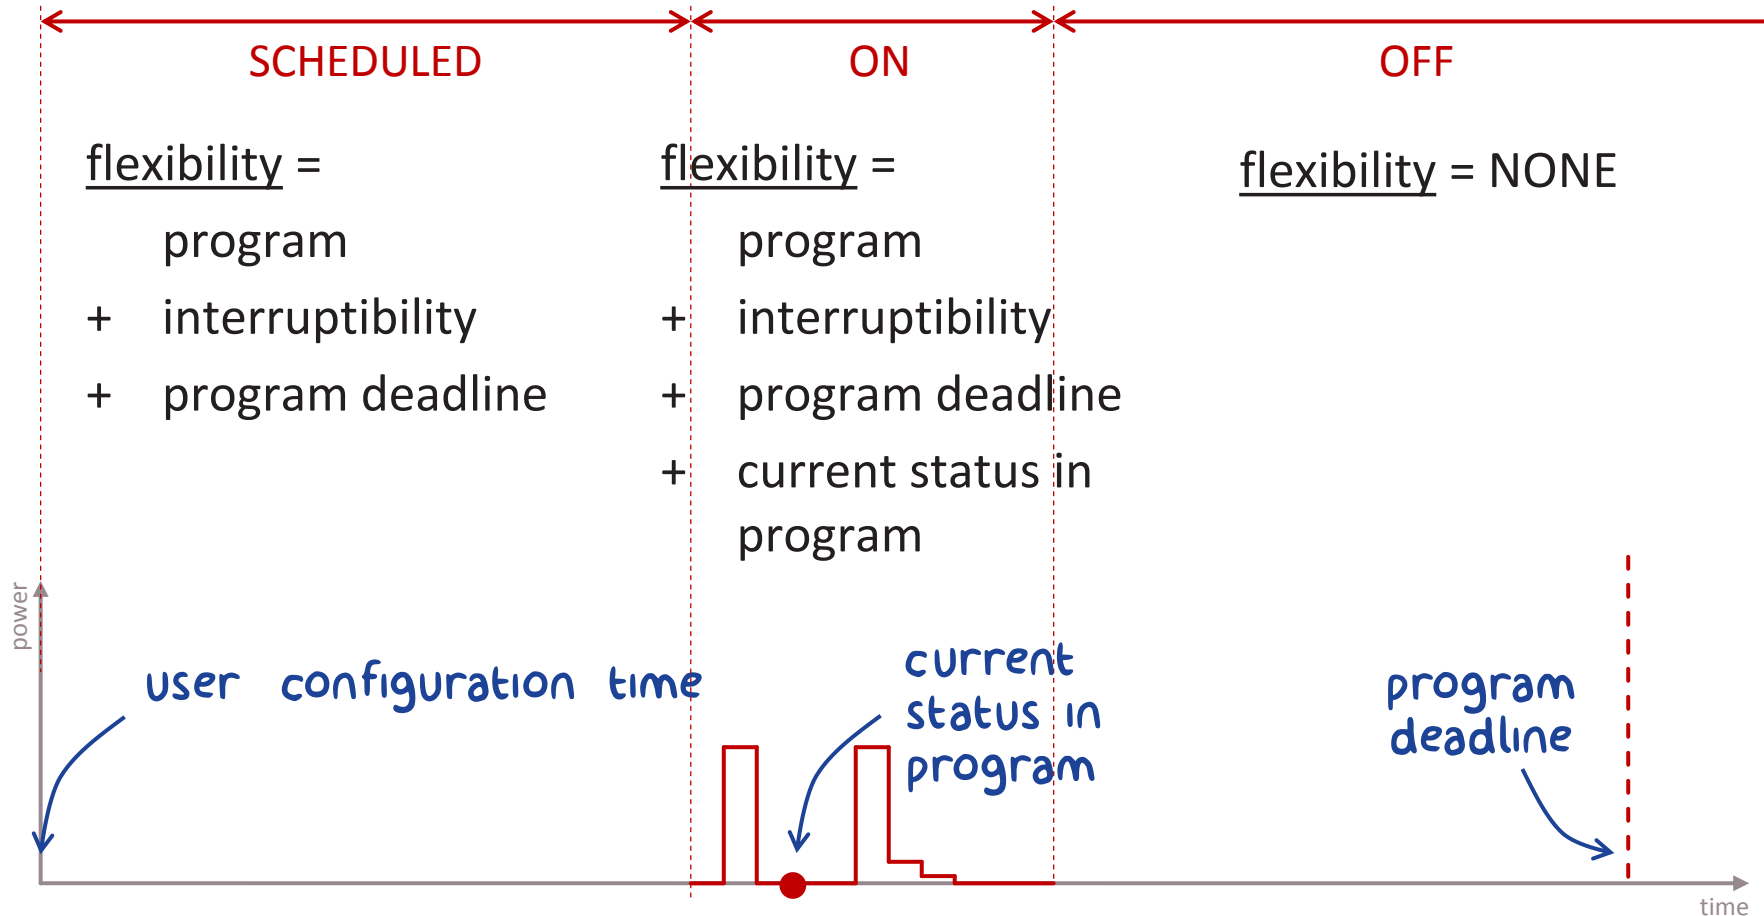 SCHEDULED
ON
OFF
flexibility =
program
+ interruptibility
+ program deadline
flexibility =
program
+ interruptibility
+ program deadline
+ current status in
program
flexibility = NONE
power
user configuration time
current
status in
program
program
deadline
time